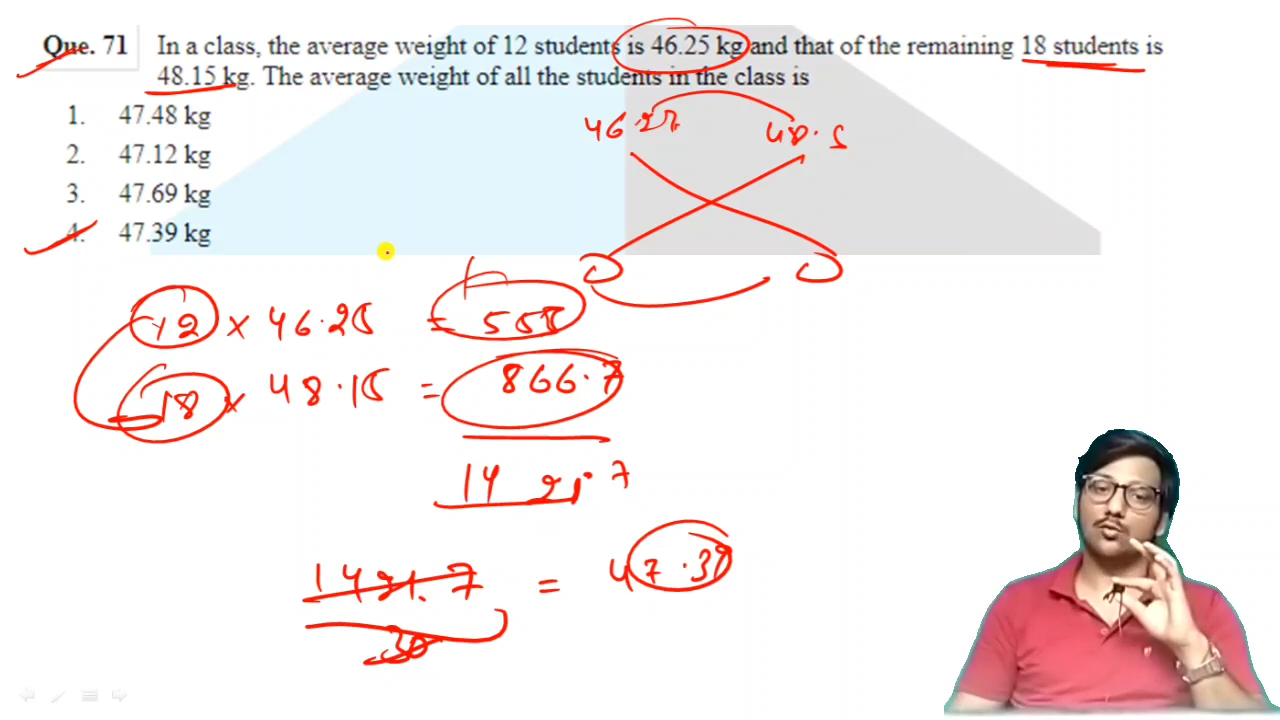 Que. 71 In a class, the average weight of 12 students is 46.25 kg and that of the remaining 18 students is
48.15 kg. The average weight of all the students in the class is
1. 47.48 kg
2. 47.12 kg
3. 47.69 kg
4. 47.39 kg
46.25 48.5
12 × 46.25 = 555
18 × 48.15 = 866.7
1421.7
1421.7 = 47.39
30